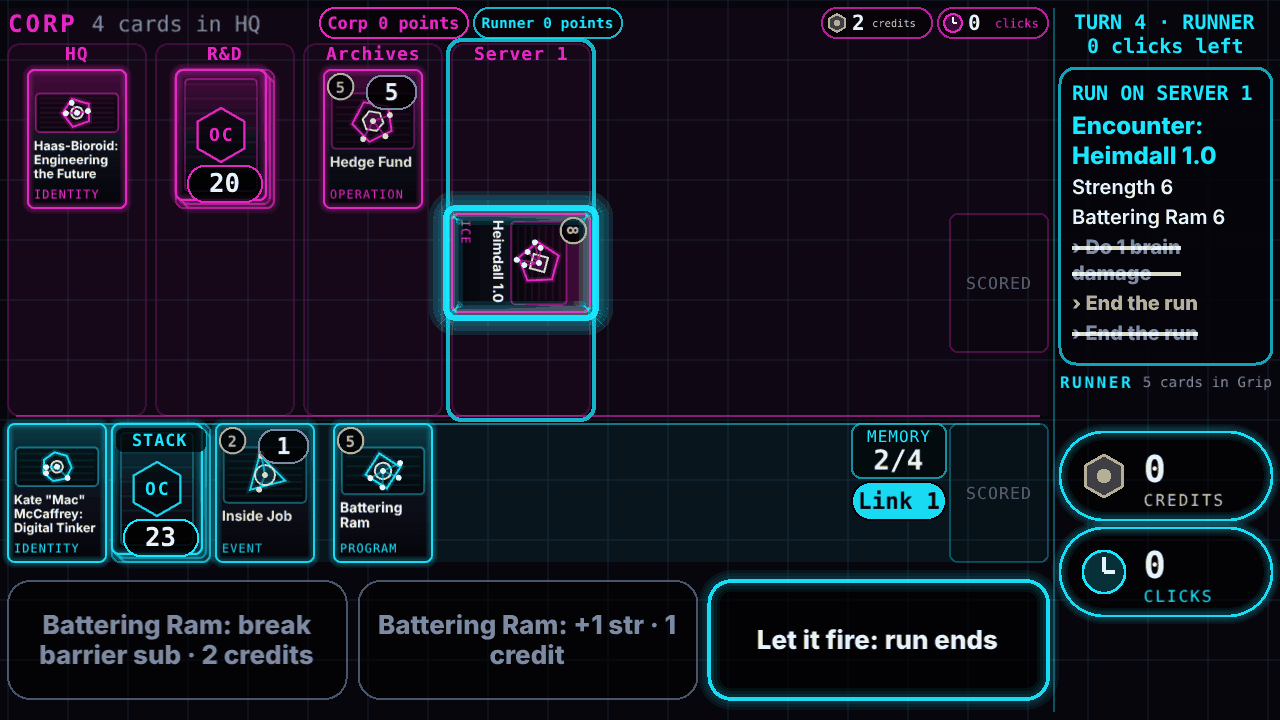 CORP 4 cards in HQ
Corp 0 points
Runner 0 points
2 credits
0 clicks
TURN 4 · RUNNER
0 clicks left
HQ
R&D
Archives
Server 1
Haas-Bioroid:
Engineering
the Future
IDENTITY
OC
20
5
5
Hedge Fund
OPERATION
ICE
Heimdall 1.0
8
SCORED
RUN ON SERVER 1
Encounter:
Heimdall 1.0
Strength 6
Battering Ram 6
› Do 1 brain
damage
› End the run
› End the run
RUNNER 5 cards in Grip
Kate "Mac"
McCaffrey:
Digital Tinker
IDENTITY
STACK
OC
23
2
1
Inside Job
EVENT
5
Battering
Ram
PROGRAM
MEMORY
2/4
Link 1
SCORED
0
CREDITS
0
CLICKS
Battering Ram: break
barrier sub · 2 credits
Battering Ram: +1 str · 1
credit
Let it fire: run ends